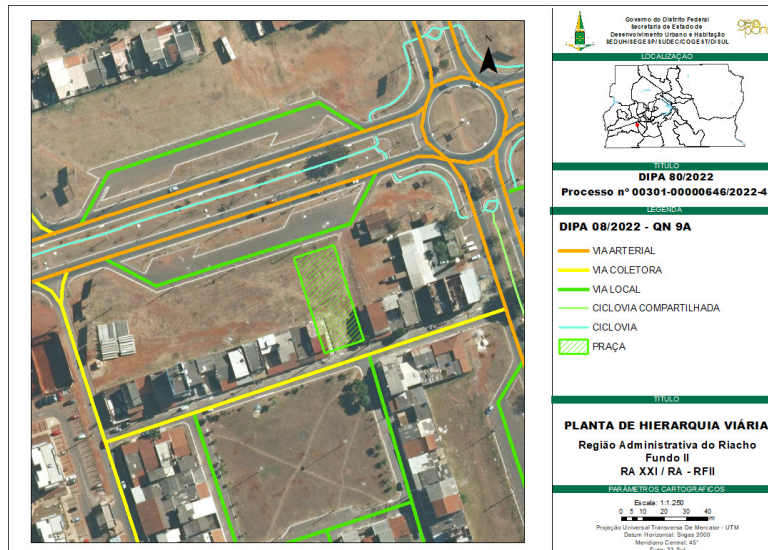 Governo do Distrito Federal
Secretaria de Estado de
Desenvolvimento Urbano e Habitação
SEDUH/SEGESP/SUDEC/COGEST/DISUL
geo
LOCALIZAÇÃO
TÍTULO
DIPA 80/2022
Processo nº 00301-00000646/2022-4
LEGENDA
DIPA 08/2022 - QN 9A
VIA ARTERIAL
VIA COLETORA
VIA LOCAL
CICLOVIA COMPARTILHADA
CICLOVIA
PRAÇA
TÍTULO
PLANTA DE HIERARQUIA VIÁRIA
Região Administrativa do Riacho
Fundo II
RA XXI / RA - RFII
PARÂMETROS CARTOGRÁFICOS
Escala: 1:1.250
0 5 10 20 30 40
m
Projeção Universal Transversa De Mercator - UTM
Datum Horizontal: Sirgas 2000
Meridiano Central: 45°
Fuso: 23 Sul
N